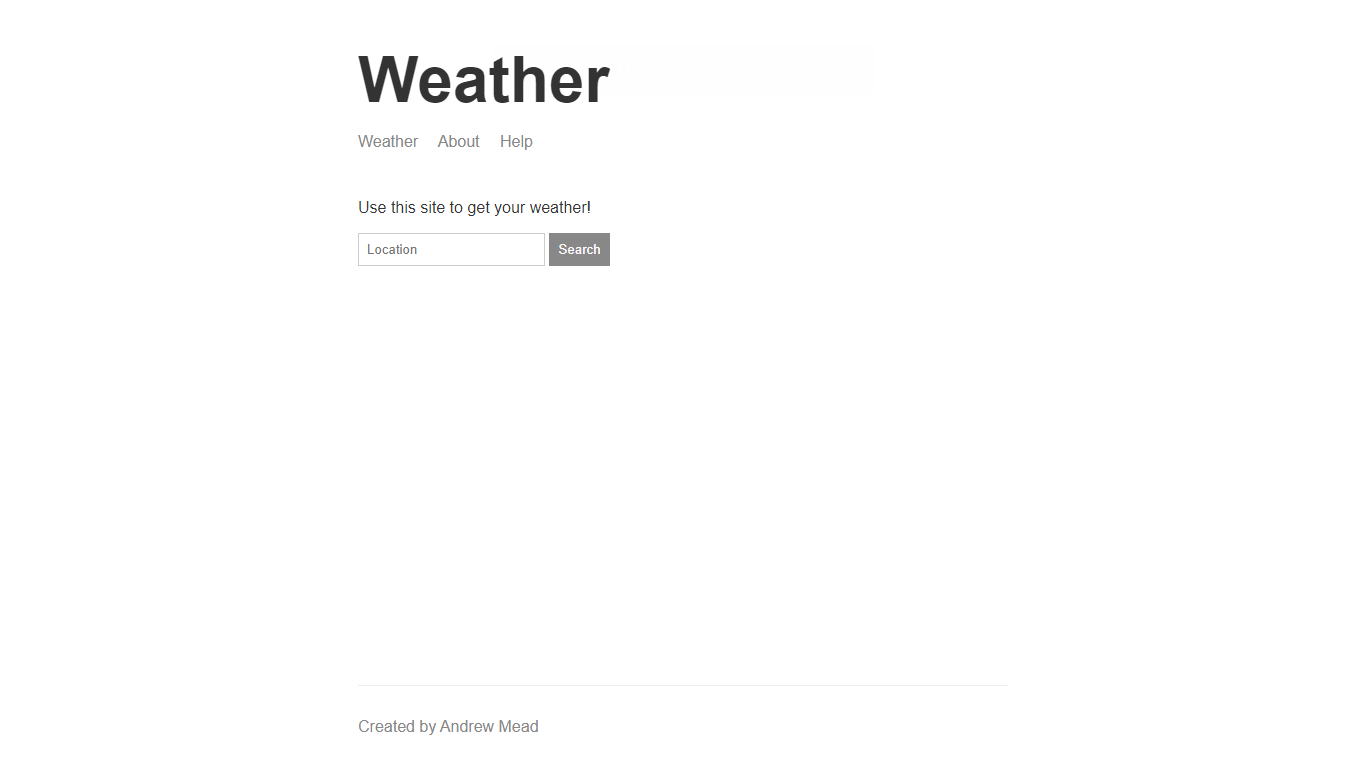 Weather
Weather About Help
Use this site to get your weather!
Location Search
Created by Andrew Mead